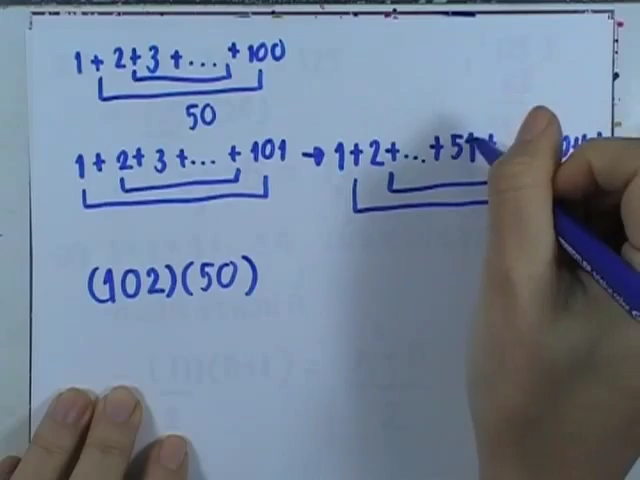 1 + 2 + 3 + ... + 100
50
1 + 2 + 3 + ... + 101 → 1 + 2 + ... + 51 +
(102)(50)